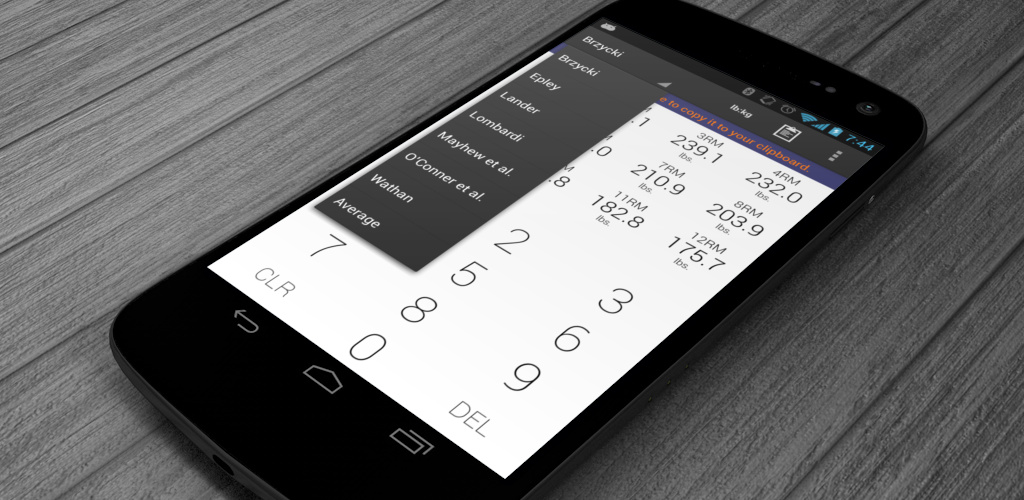 7:44
Brzycki
lb:kg
Brzycki
Epley
Lander
Lombardi
Mayhew et al.
O'Conner et al.
Wathan
Average
e to copy it to your clipboard.
.1
3RM
239.1
lbs.
4RM
232.0
lbs.
.0
7RM
210.9
lbs.
8RM
203.9
lbs.
.8
11RM
182.8
lbs.
12RM
175.7
lbs.
2
3
5
6
7
8
9
CLR
0
DEL